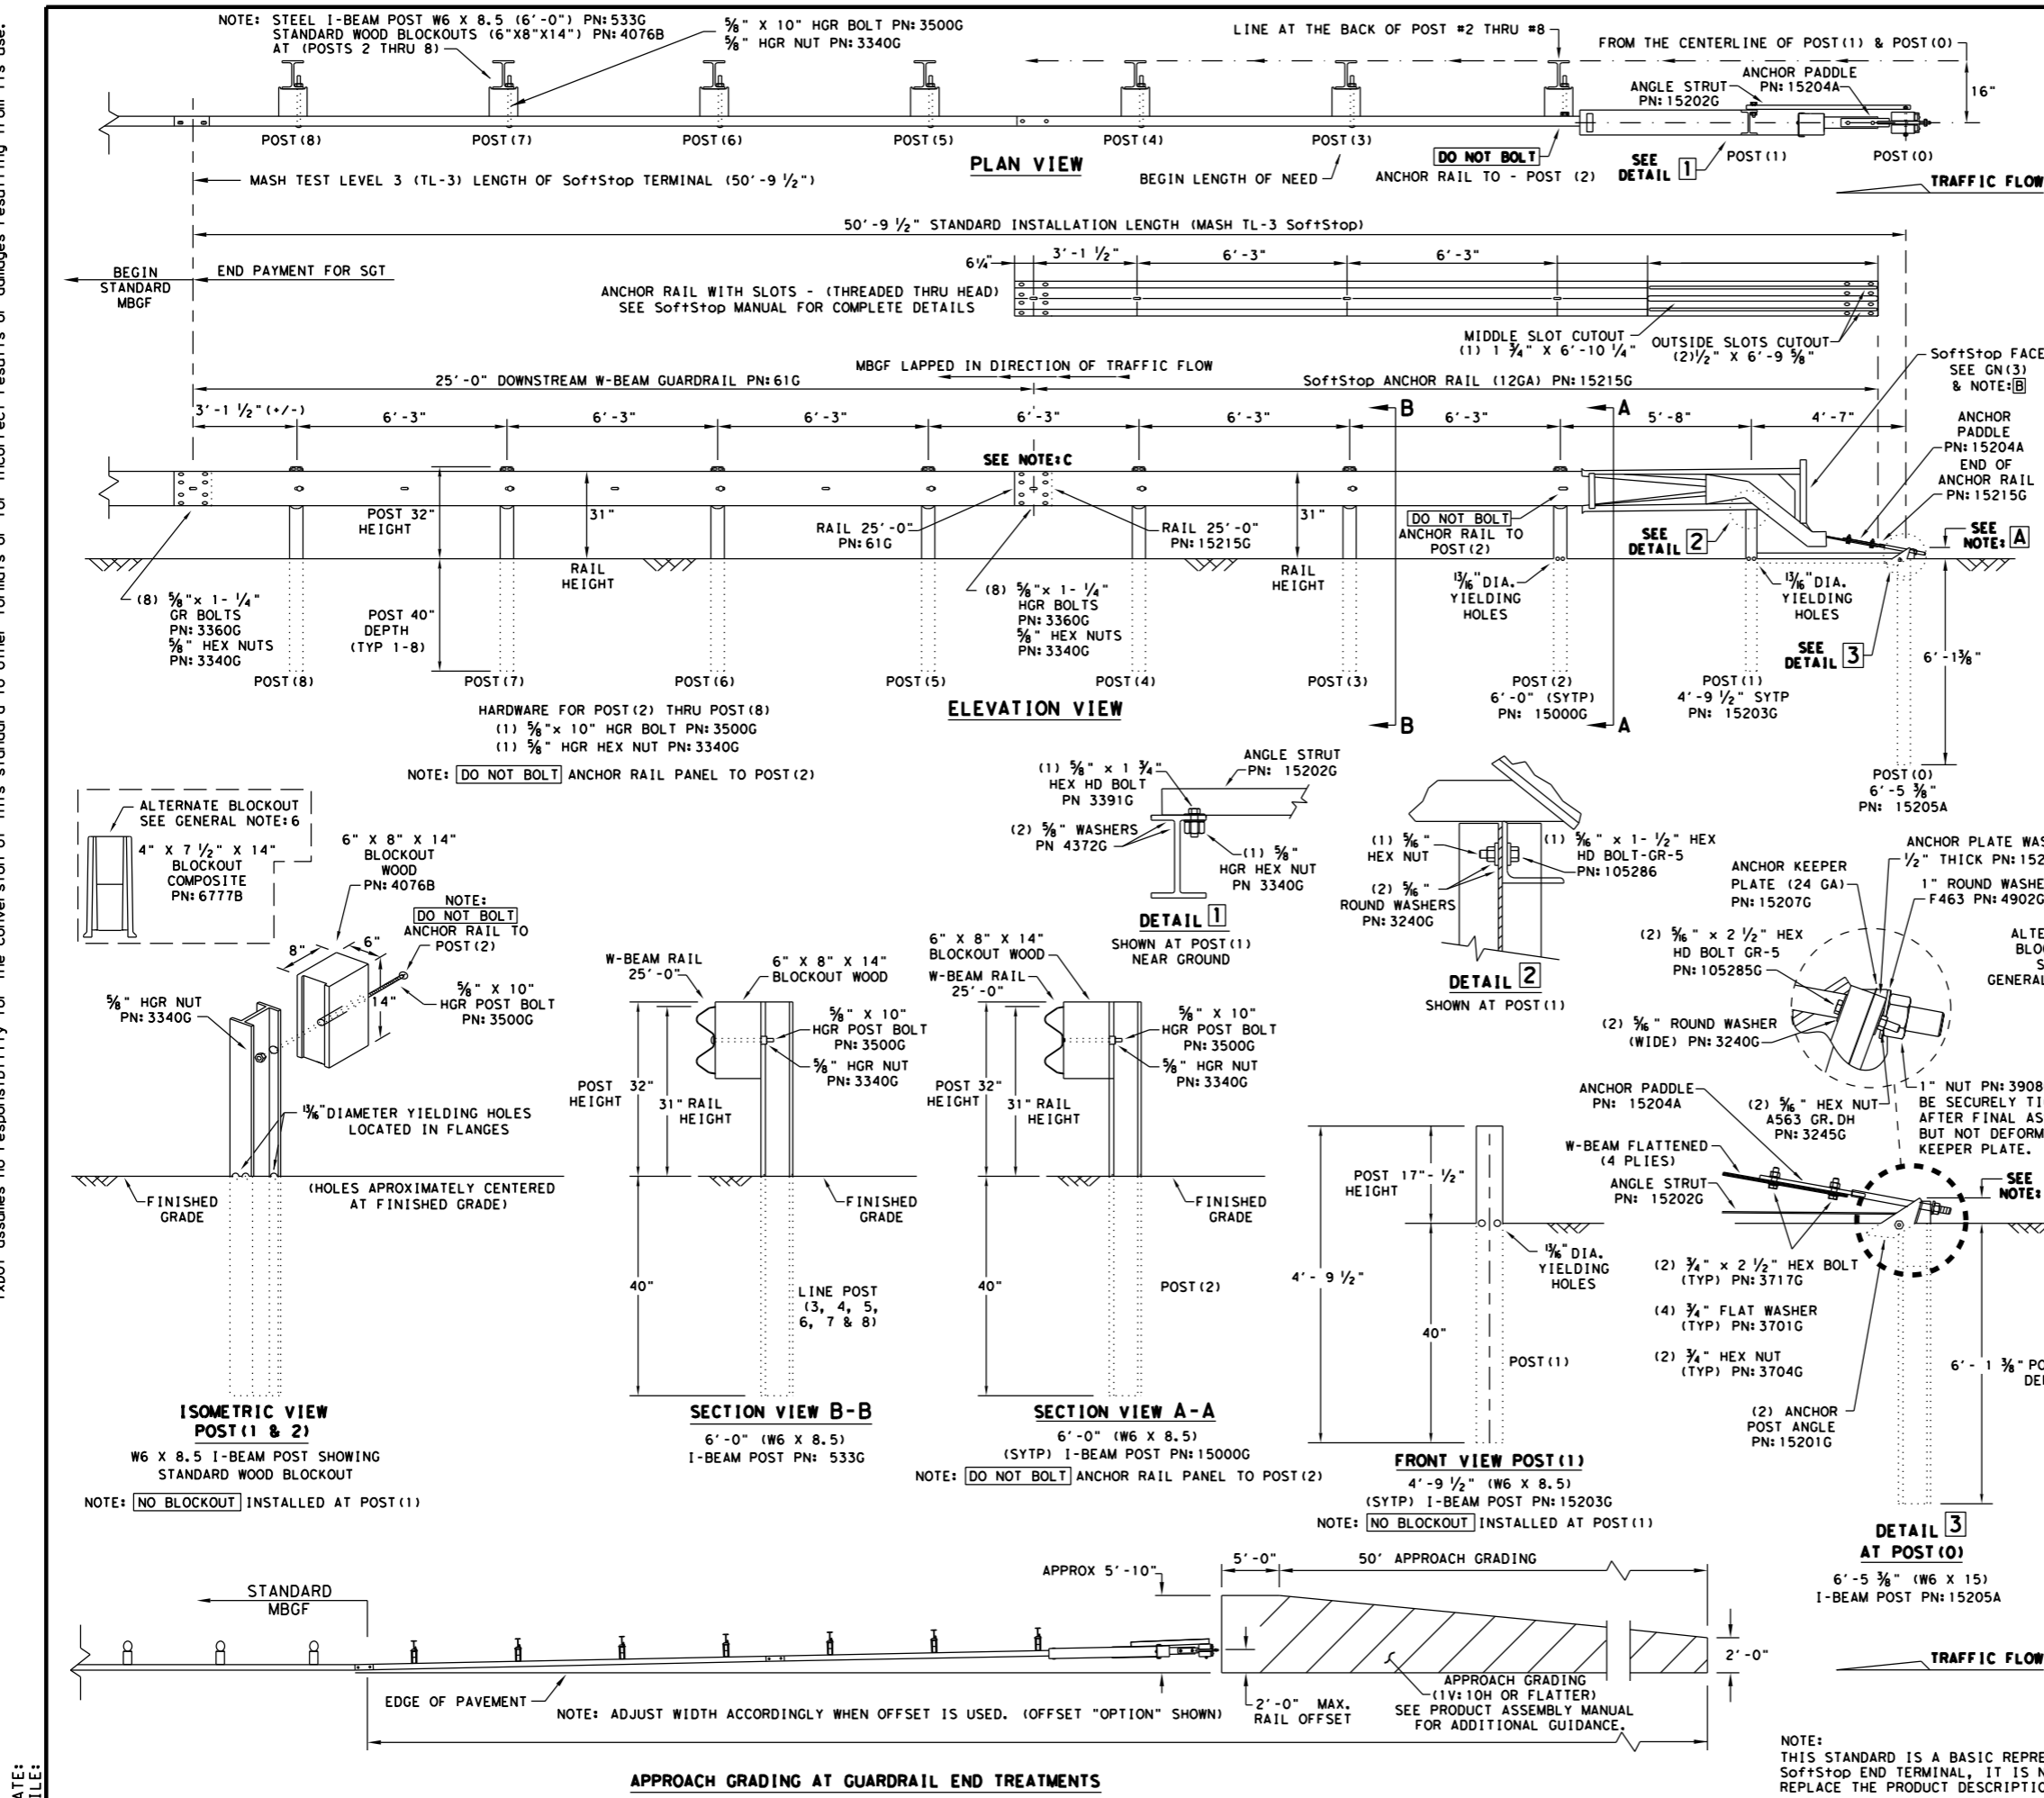 NOTE: STEEL I-BEAM POST W6 X 8.5 (6'-0") PN:533G
STANDARD WOOD BLOCKOUTS (6"X8"X14") PN:4076B
AT (POSTS 2 THRU 8)
⅝" X 10" HGR BOLT PN:3500G
⅝" HGR NUT PN:3340G
LINE AT THE BACK OF POST #2 THRU #8
FROM THE CENTERLINE OF POST(1) & POST(0)
ANGLE STRUT
PN:15202G
ANCHOR PADDLE
PN:15204A
16"
POST(8)
POST(7)
POST(6)
POST(5)
POST(4)
POST(3)
POST(1)
POST(0)
PLAN VIEW
BEGIN LENGTH OF NEED
DO NOT BOLT
ANCHOR RAIL TO - POST (2)
SEE
DETAIL 1
MASH TEST LEVEL 3 (TL-3) LENGTH OF SoftStop TERMINAL (50'-9 ½")
TRAFFIC FLOW
50'-9 ½" STANDARD INSTALLATION LENGTH (MASH TL-3 SoftStop)
BEGIN
STANDARD
MBGF
END PAYMENT FOR SGT
6¼"
3'-1 ½"
6'-3"
6'-3"
ANCHOR RAIL WITH SLOTS - (THREADED THRU HEAD)
SEE SoftStop MANUAL FOR COMPLETE DETAILS
MIDDLE SLOT CUTOUT
(1) 1 ¾" X 6'-10 ¼"
OUTSIDE SLOTS CUTOUT
(2)½" X 6'-9 ⅝"
SoftStop FACE
SEE GN(3)
& NOTE:B
MBGF LAPPED IN DIRECTION OF TRAFFIC FLOW
25'-0" DOWNSTREAM W-BEAM GUARDRAIL PN:61G
SoftStop ANCHOR RAIL (12GA) PN:15215G
3'-1 ½"(+/-)
6'-3"
6'-3"
6'-3"
6'-3"
6'-3"
6'-3"
5'-8"
4'-7"
B
A
ANCHOR
PADDLE
PN:15204A
END OF
ANCHOR RAIL
PN:15215G
SEE NOTE:C
POST 32"
HEIGHT
31"
RAIL
HEIGHT
RAIL 25'-0"
PN:61G
RAIL 25'-0"
PN:15215G
31"
RAIL
HEIGHT
DO NOT BOLT
ANCHOR RAIL TO
POST(2)
SEE
DETAIL 2
SEE
NOTE: A
(8) ⅝"x 1- ¼"
GR BOLTS
PN:3360G
⅝" HEX NUTS
PN:3340G
POST 40"
DEPTH
(TYP 1-8)
(8) ⅝"x 1- ¼"
HGR BOLTS
PN:3360G
⅝" HEX NUTS
PN:3340G
13/16"DIA.
YIELDING
HOLES
13/16"DIA.
YIELDING
HOLES
SEE
DETAIL 3
6'-1⅜"
POST(8)
POST(7)
POST(6)
POST(5)
POST(4)
POST(3)
POST(2)
6'-0" (SYTP)
PN: 15000G
POST(1)
4'-9 ½" SYTP
PN: 15203G
ELEVATION VIEW
B
A
HARDWARE FOR POST(2) THRU POST(8)
(1) ⅝"x 10" HGR BOLT PN:3500G
(1) ⅝" HGR HEX NUT PN:3340G
NOTE: DO NOT BOLT ANCHOR RAIL PANEL TO POST(2)
POST(0)
6'-5 ⅜"
PN: 15205A
ALTERNATE BLOCKOUT
SEE GENERAL NOTE:6
4" X 7 ½" X 14"
BLOCKOUT
COMPOSITE
PN:6777B
6" X 8" X 14"
BLOCKOUT
WOOD
PN:4076B
NOTE:
DO NOT BOLT
ANCHOR RAIL TO
POST(2)
8"
6"
14"
⅝" X 10"
HGR POST BOLT
PN:3500G
⅝" HGR NUT
PN:3340G
13/16"DIAMETER YIELDING HOLES
LOCATED IN FLANGES
FINISHED
GRADE
(HOLES APROXIMATELY CENTERED
AT FINISHED GRADE)
ISOMETRIC VIEW
POST(1 & 2)
W6 X 8.5 I-BEAM POST SHOWING
STANDARD WOOD BLOCKOUT
NOTE: NO BLOCKOUT INSTALLED AT POST(1)
(1) ⅝" x 1 ¾"
HEX HD BOLT
PN 3391G
ANGLE STRUT
PN: 15202G
(2) ⅝" WASHERS
PN 4372G
(1) ⅝"
HGR HEX NUT
PN 3340G
DETAIL 1
SHOWN AT POST(1)
NEAR GROUND
(1) 5/16"
HEX NUT
(2) 5/16"
ROUND WASHERS
PN:3240G
(1) 5/16" x 1- ½" HEX
HD BOLT-GR-5
PN:105286
DETAIL 2
SHOWN AT POST(1)
W-BEAM RAIL
25'-0"
6" X 8" X 14"
BLOCKOUT WOOD
⅝" X 10"
HGR POST BOLT
PN:3500G
⅝" HGR NUT
PN:3340G
POST 32"
HEIGHT
31" RAIL
HEIGHT
FINISHED
GRADE
40"
LINE POST
(3, 4, 5,
6, 7 & 8)
SECTION VIEW B-B
6'-0" (W6 X 8.5)
I-BEAM POST PN: 533G
6" X 8" X 14"
BLOCKOUT WOOD
W-BEAM RAIL
25'-0"
⅝" X 10"
HGR POST BOLT
PN:3500G
⅝" HGR NUT
PN:3340G
POST 32"
HEIGHT
31" RAIL
HEIGHT
FINISHED
GRADE
40"
POST(2)
SECTION VIEW A-A
6'-0" (W6 X 8.5)
(SYTP) I-BEAM POST PN:15000G
NOTE: DO NOT BOLT ANCHOR RAIL PANEL TO POST(2)
POST 17"- ½"
HEIGHT
13/16"DIA.
YIELDING
HOLES
4'- 9 ½"
40"
POST(1)
FRONT VIEW POST(1)
4'-9 ½" (W6 X 8.5)
(SYTP) I-BEAM POST PN:15203G
NOTE: NO BLOCKOUT INSTALLED AT POST(1)
ANCHOR PLATE
½" THICK
ANCHOR KEEPER
PLATE (24 GA)
PN:15207G
1" ROUND
F463 PN:4902G
(2) 5/16" x 2 ½" HEX
HD BOLT GR-5
PN:105285G
(2) 5/16" ROUND WASHER
(WIDE) PN:3240G
ANCHOR PADDLE
PN: 15204A
(2) 5/16" HEX NUT
A563 GR.DH
PN:3245G
1" NUT PN:3908
BE SECURELY
AFTER FINAL
BUT NOT DEFORM
KEEPER PLATE.
W-BEAM FLATTENED
(4 PLIES)
ANGLE STRUT
PN: 15202G
SEE
NOTE:
(2) ¾" x 2 ½" HEX BOLT
(TYP) PN:3717G
(4) ¾" FLAT WASHER
(TYP) PN:3701G
(2) ¾" HEX NUT
(TYP) PN:3704G
6'- 1 ⅜"
(2) ANCHOR
POST ANGLE
PN:15201G
DETAIL 3
AT POST(0)
6'-5 ⅜" (W6 X 15)
I-BEAM POST PN:15205A
STANDARD
MBGF
APPROX 5'-10"
5'-0"
50' APPROACH GRADING
2'-0"
EDGE OF PAVEMENT
NOTE: ADJUST WIDTH ACCORDINGLY WHEN OFFSET IS USED. (OFFSET "OPTION" SHOWN)
2'-0" MAX.
RAIL OFFSET
APPROACH GRADING
(1V:10H OR FLATTER)
SEE PRODUCT ASSEMBLY MANUAL
FOR ADDITIONAL GUIDANCE.
TRAFFIC FLOW
APPROACH GRADING AT GUARDRAIL END TREATMENTS
NOTE:
THIS STANDARD IS A BASIC
SoftStop END TERMINAL, IT IS
REPLACE THE PRODUCT